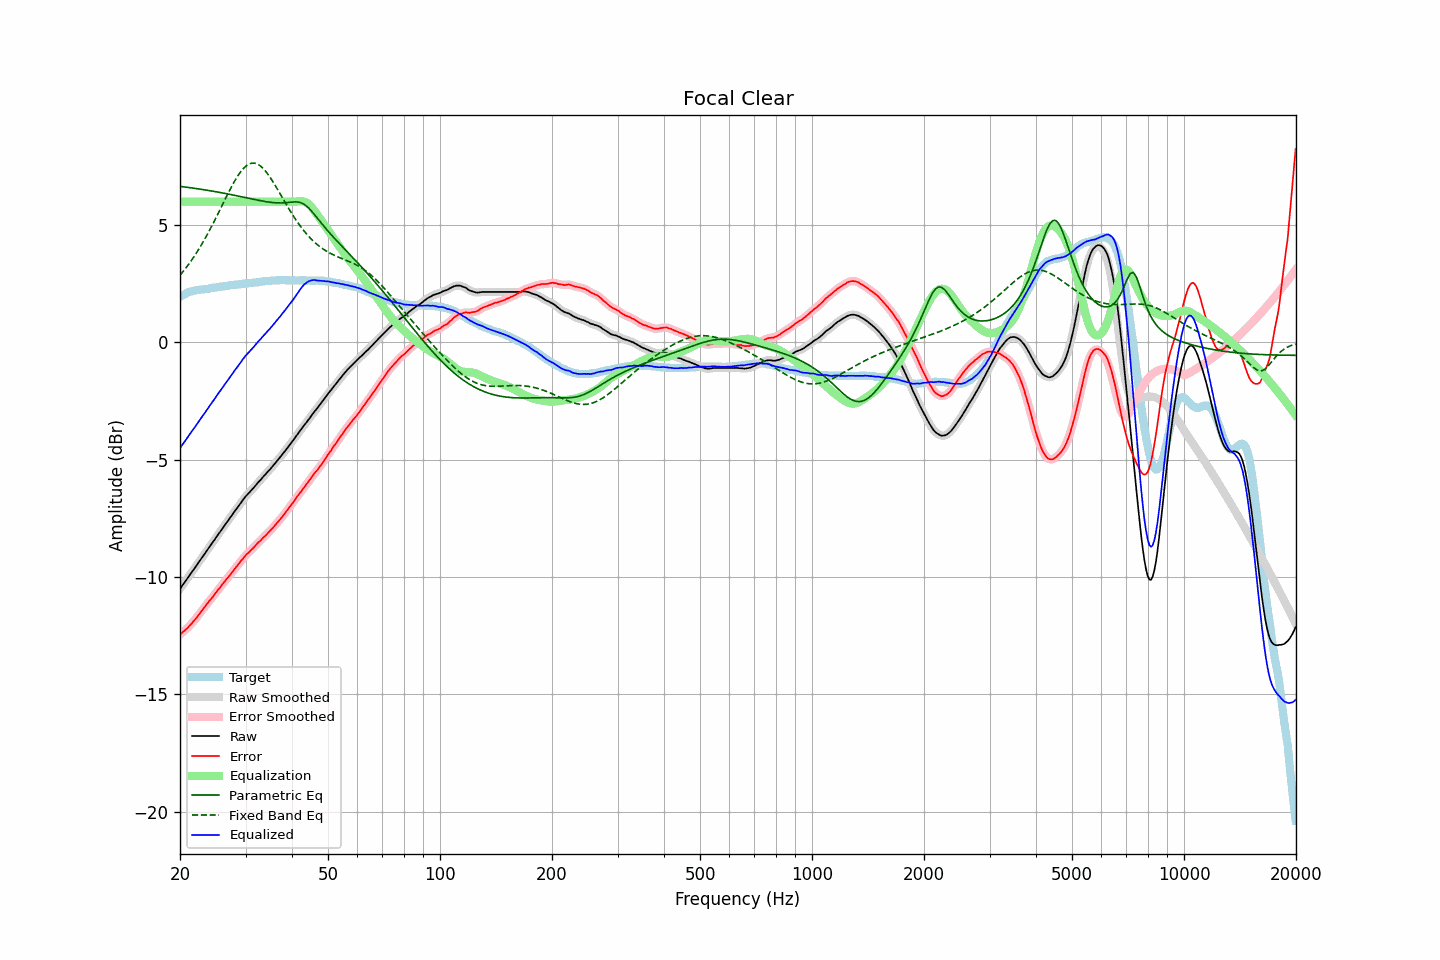 Focal Clear
Amplitude (dBr)
5
0
−5
−10
−15
−20
Target
Raw Smoothed
Error Smoothed
Raw
Error
Equalization
Parametric Eq
Fixed Band Eq
Equalized
20 50 100 200 500 1000 2000 5000 10000 20000
Frequency (Hz)